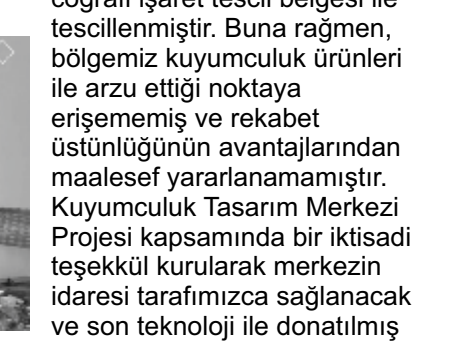 coğrafi işaret tescil belgesi ile
tescillenmiştir. Buna rağmen,
bölgemiz kuyumculuk ürünleri
ile arzu ettiği noktaya
erişememiş ve rekabet
üstünlüğünün avantajlarından
maalesef yararlanamamıştır.
Kuyumculuk Tasarım Merkezi
Projesi kapsamında bir iktisadi
teşekkül kurularak merkezin
idaresi tarafımızca sağlanacak
ve son teknoloji ile donatılmış